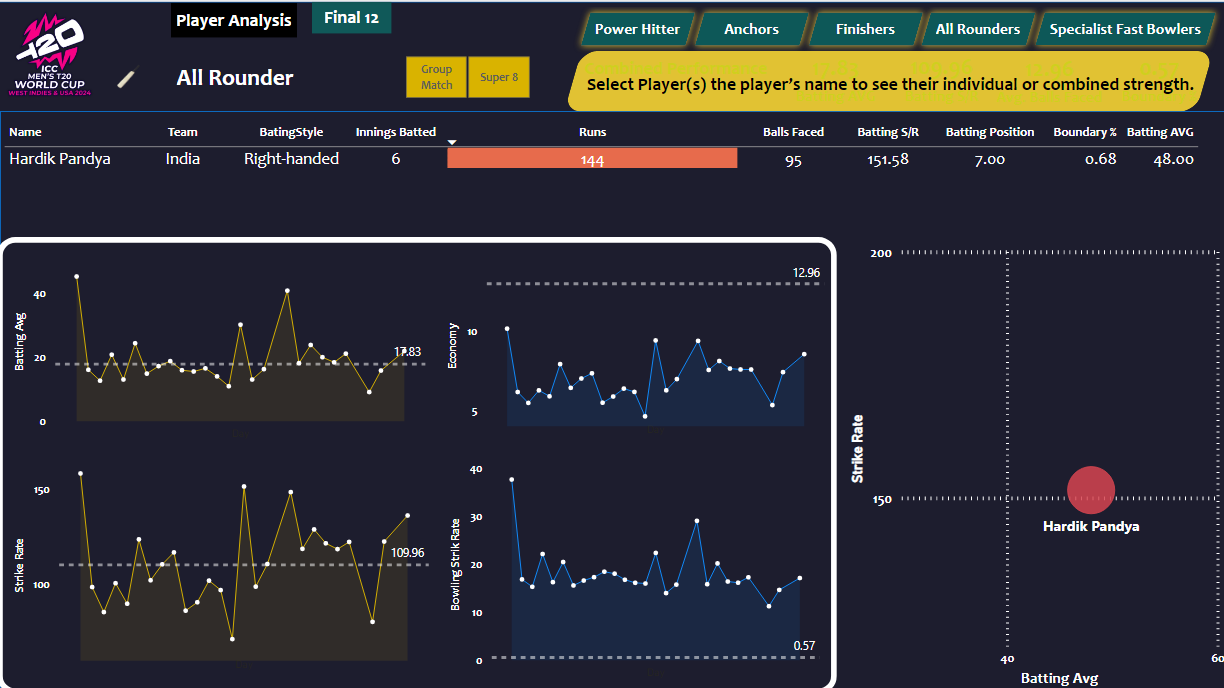 T20
ICC
MEN'S T20
WORLD CUP
WEST INDIES & USA 2024
Player Analysis
Final 12
All Rounder
Group
Match
Super 8
Power Hitter
Anchors
Finishers
All Rounders
Specialist Fast Bowlers
Select Player(s) the player's name to see their individual or combined strength.
Name Team BatingStyle Innings Batted Runs Balls Faced Batting S/R Batting Position Boundary % Batting AVG
Hardik Pandya India Right-handed 6 144 95 151.58 7.00 0.68 48.00
Batting Avg
40
20
0
17.83
Economy
10
5
12.96
Strike Rate
150
100
109.96
Bowling Strik Rate
40
30
20
10
0
0.57
Strike Rate
200
150
Hardik Pandya
40
60
Batting Avg